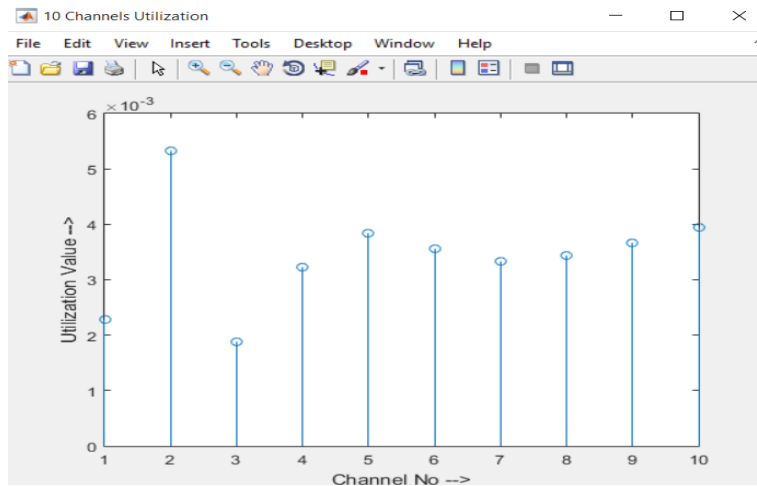 10 Channels Utilization
File Edit View Insert Tools Desktop Window Help
×10-3
6
5
4
3
2
1
0
Utilization Value -->
1 2 3 4 5 6 7 8 9 10
Channel No -->